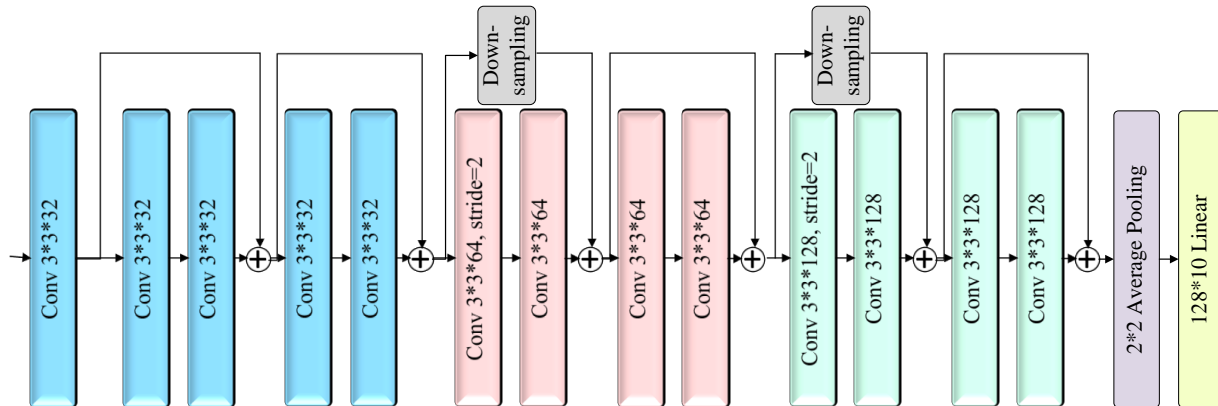 Conv 3*3*32
Conv 3*3*32
Conv 3*3*32
Conv 3*3*32
Conv 3*3*32
Down-
sampling
Conv 3*3*64, stride=2
Conv 3*3*64
Conv 3*3*64
Conv 3*3*64
Down-
sampling
Conv 3*3*128, stride=2
Conv 3*3*128
Conv 3*3*128
Conv 3*3*128
2*2 Average Pooling
128*10 Linear